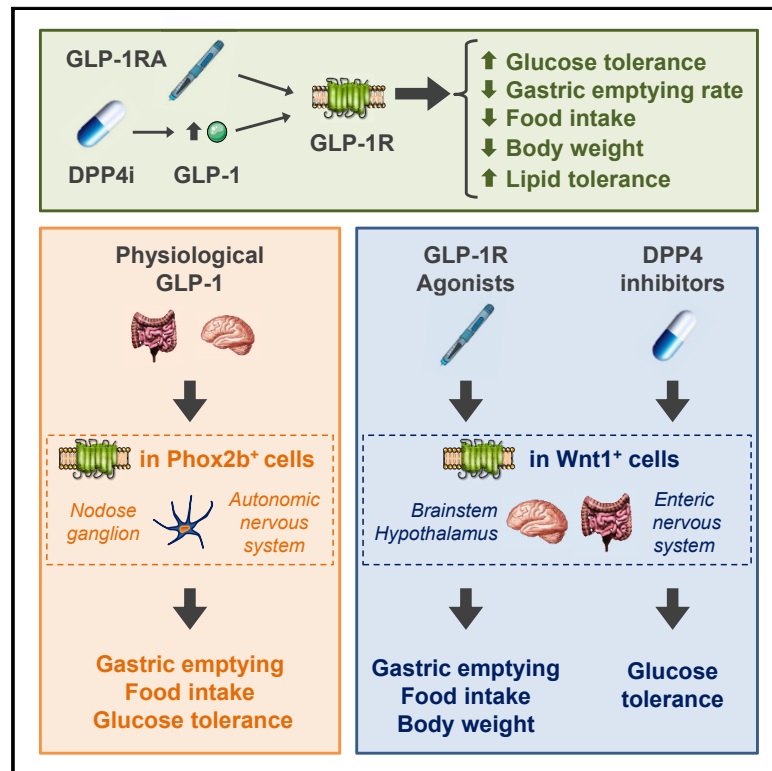 GLP-1RA
DPP4i
↑
GLP-1
GLP-1R
↑ Glucose tolerance
↓ Gastric emptying rate
↓ Food intake
↓ Body weight
↑ Lipid tolerance
Physiological
GLP-1
in Phox2b⁺ cells
Nodose
ganglion
Autonomic
nervous
system
Gastric emptying
Food intake
Glucose tolerance
GLP-1R
Agonists
DPP4
inhibitors
in Wnt1⁺ cells
Brainstem
Hypothalamus
Enteric
nervous
system
Gastric emptying
Food intake
Body weight
Glucose
tolerance